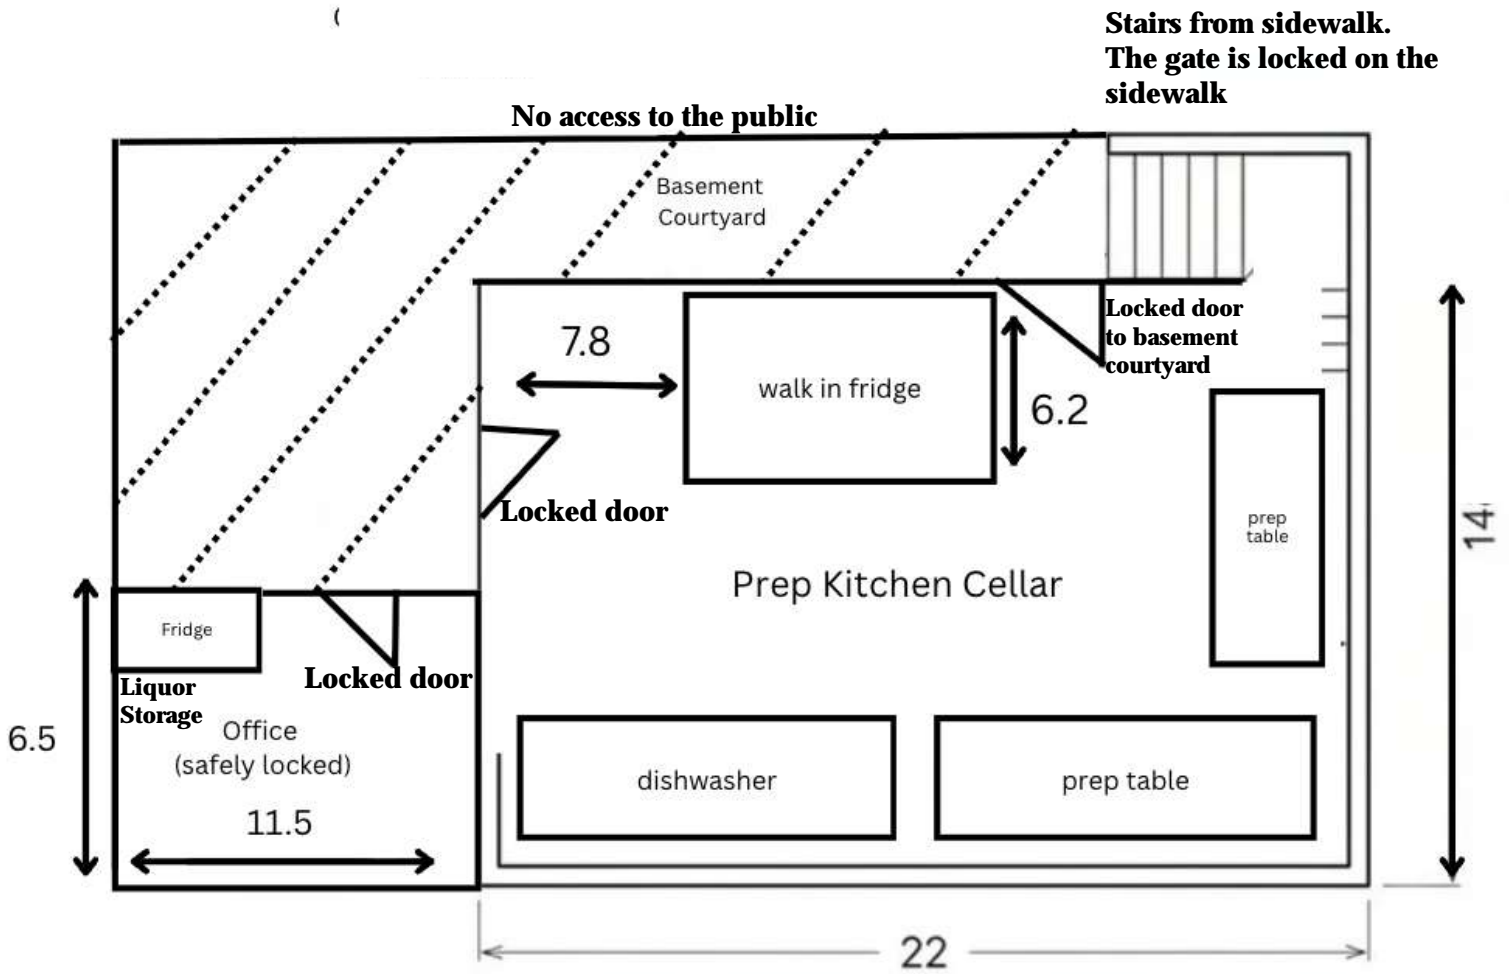 Stairs from sidewalk.
The gate is locked on the
sidewalk
No access to the public
Basement
Courtyard
7.8
walk in fridge
6.2
Locked door
to basement
courtyard
Locked door
prep
table
14
Prep Kitchen Cellar
Fridge
Locked door
Liquor
Storage
Office
(safely locked)
6.5
11.5
dishwasher
prep table
22